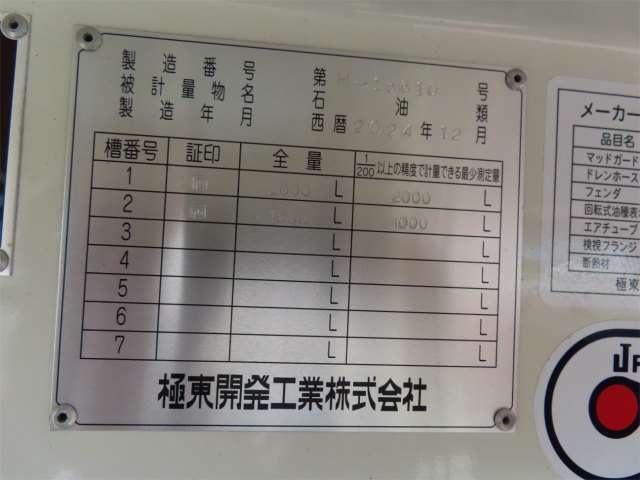 製造番号 第 号
被計量物名 石油類
製造年月 西暦2024年12月
槽番号 証印 全量 1/200以上の精度で計量できる最少測定量
1 L 2000 L
2 L 4000 L
3 L L
4 L L
5 L L
6 L L
7 L L
極東開発工業株式会社
メーカー
品目名
マッドガード
ドレンホース
フェンダ
回転式油種表
エアチューブ
検視フランジ
断熱材
極東